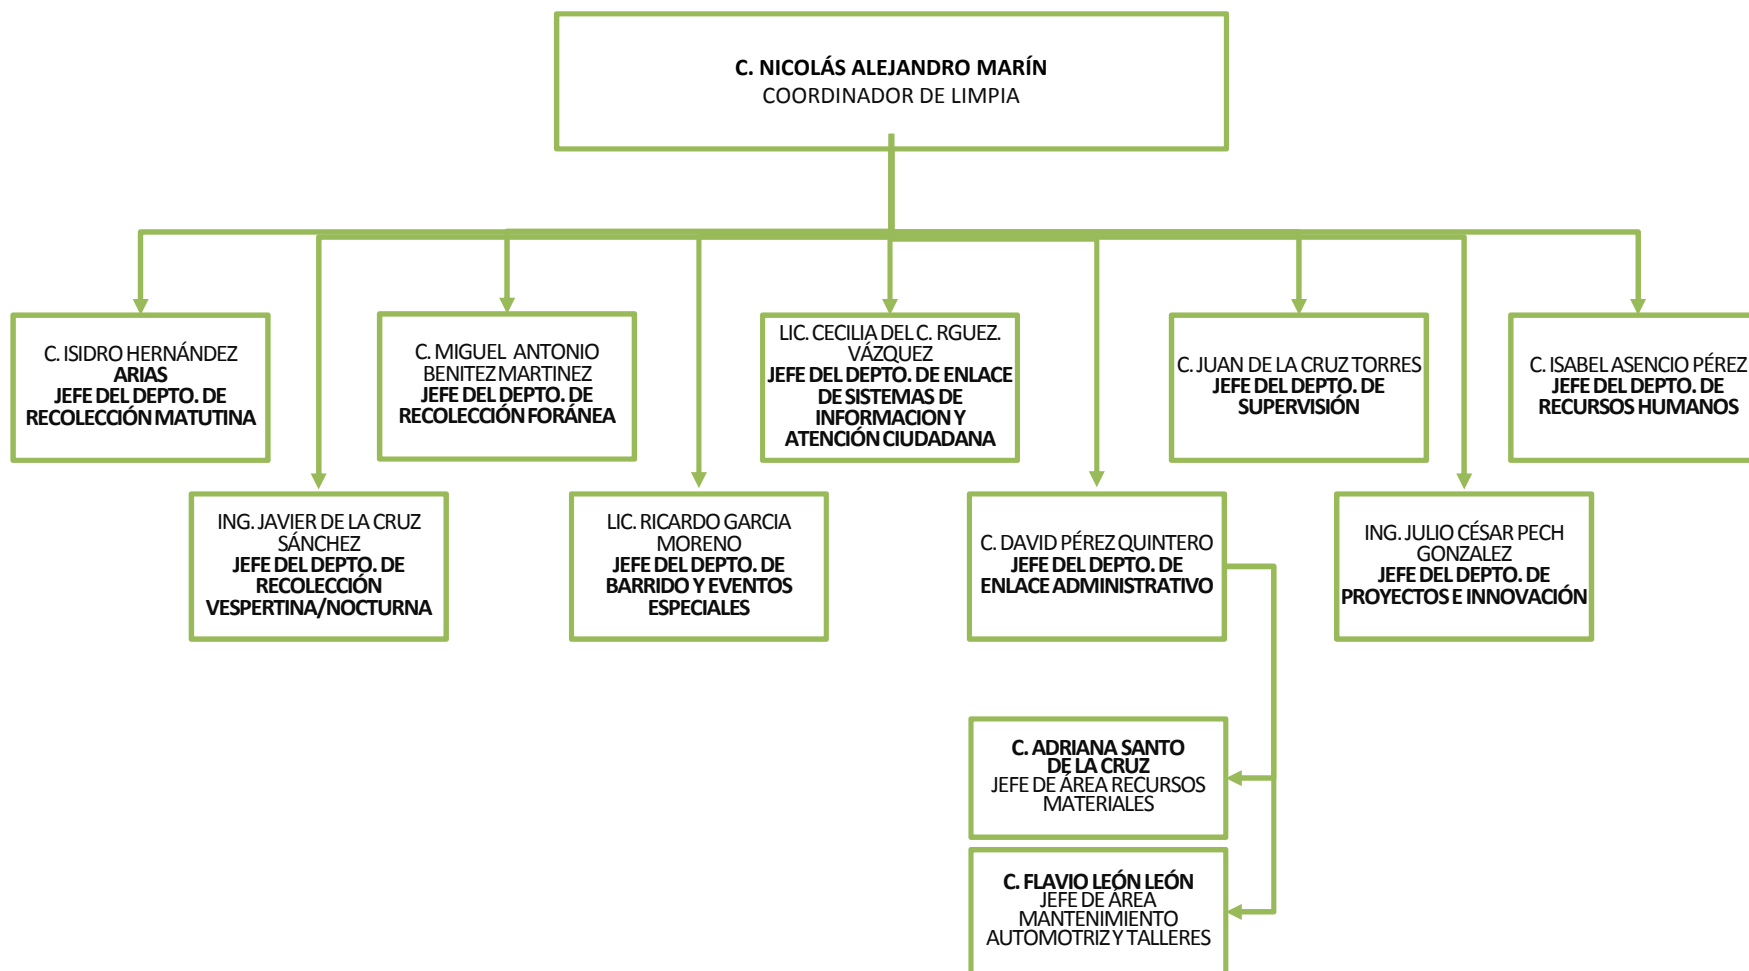 C. NICOLÁS ALEJANDRO MARÍN
COORDINADOR DE LIMPIA
C. ISIDRO HERNÁNDEZ
ARIAS
JEFE DEL DEPTO. DE
RECOLECCIÓN MATUTINA
C. MIGUEL ANTONIO
BENITEZ MARTINEZ
JEFE DEL DEPTO. DE
RECOLECCIÓN FORÁNEA
LIC. CECILIA DEL C. RGUEZ.
VÁZQUEZ
JEFE DEL DEPTO. DE ENLACE
DE SISTEMAS DE
INFORMACION Y
ATENCIÓN CIUDADANA
C. JUAN DE LA CRUZ TORRES
JEFE DEL DEPTO. DE
SUPERVISIÓN
C. ISABEL ASENCIO PÉREZ
JEFE DEL DEPTO. DE
RECURSOS HUMANOS
ING. JAVIER DE LA CRUZ
SÁNCHEZ
JEFE DEL DEPTO. DE
RECOLECCIÓN
VESPERTINA/NOCTURNA
LIC. RICARDO GARCIA
MORENO
JEFE DEL DEPTO. DE
BARRIDO Y EVENTOS
ESPECIALES
C. DAVID PÉREZ QUINTERO
JEFE DEL DEPTO. DE
ENLACE ADMINISTRATIVO
ING. JULIO CÉSAR PECH
GONZALEZ
JEFE DEL DEPTO. DE
PROYECTOS E INNOVACIÓN
C. ADRIANA SANTO
DE LA CRUZ
JEFE DE ÁREA RECURSOS
MATERIALES
C. FLAVIO LEÓN LEÓN
JEFE DE ÁREA
MANTENIMIENTO
AUTOMOTRIZ Y TALLERES